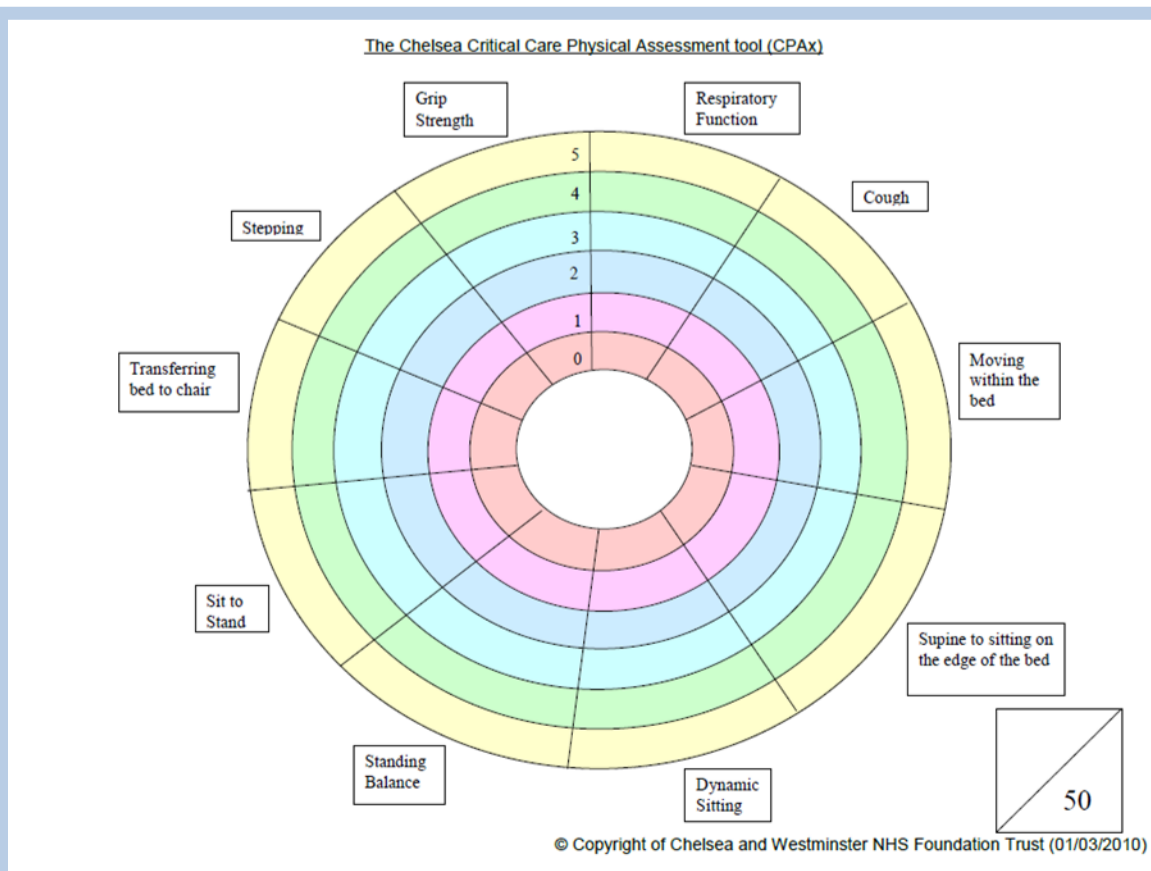 The Chelsea Critical Care Physical Assessment tool (CPAx)
Grip
Strength
Respiratory
Function
Cough
Stepping
5
4
3
2
1
0
Transferring
bed to chair
Moving
within the
bed
Sit to
Stand
Supine to sitting on
the edge of the bed
Standing
Balance
Dynamic
Sitting
50
© Copyright of Chelsea and Westminster NHS Foundation Trust (01/03/2010)